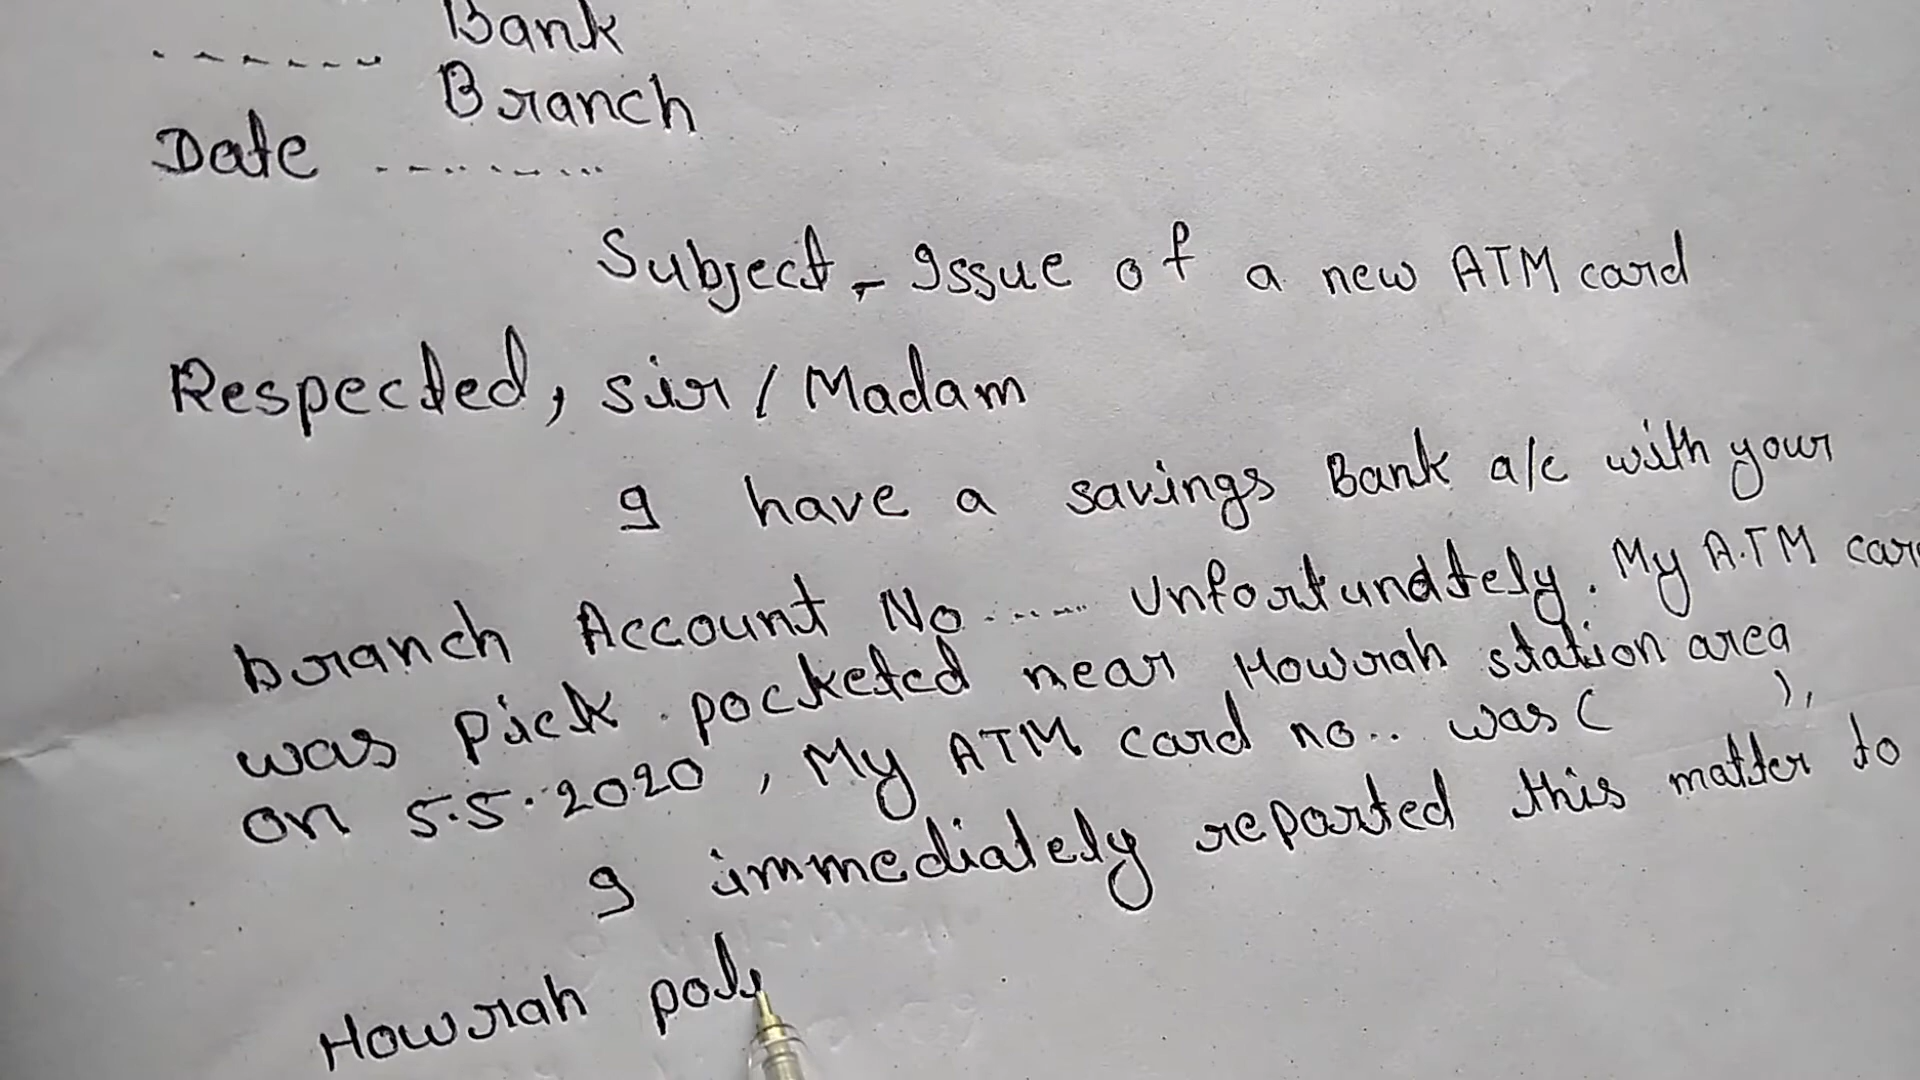 Bank
....... Branch
Date ..........
Subject - Issue of a new ATM card
Respected, sir / Madam
I have a savings Bank a/c with your
branch Account No ..... Unfortundtely. My A.TM car
was pick pocketed near Howrah station area
on 5.5.2020, My ATM card no.. was ( ),
I immediately reported this matter to
Howrah poli